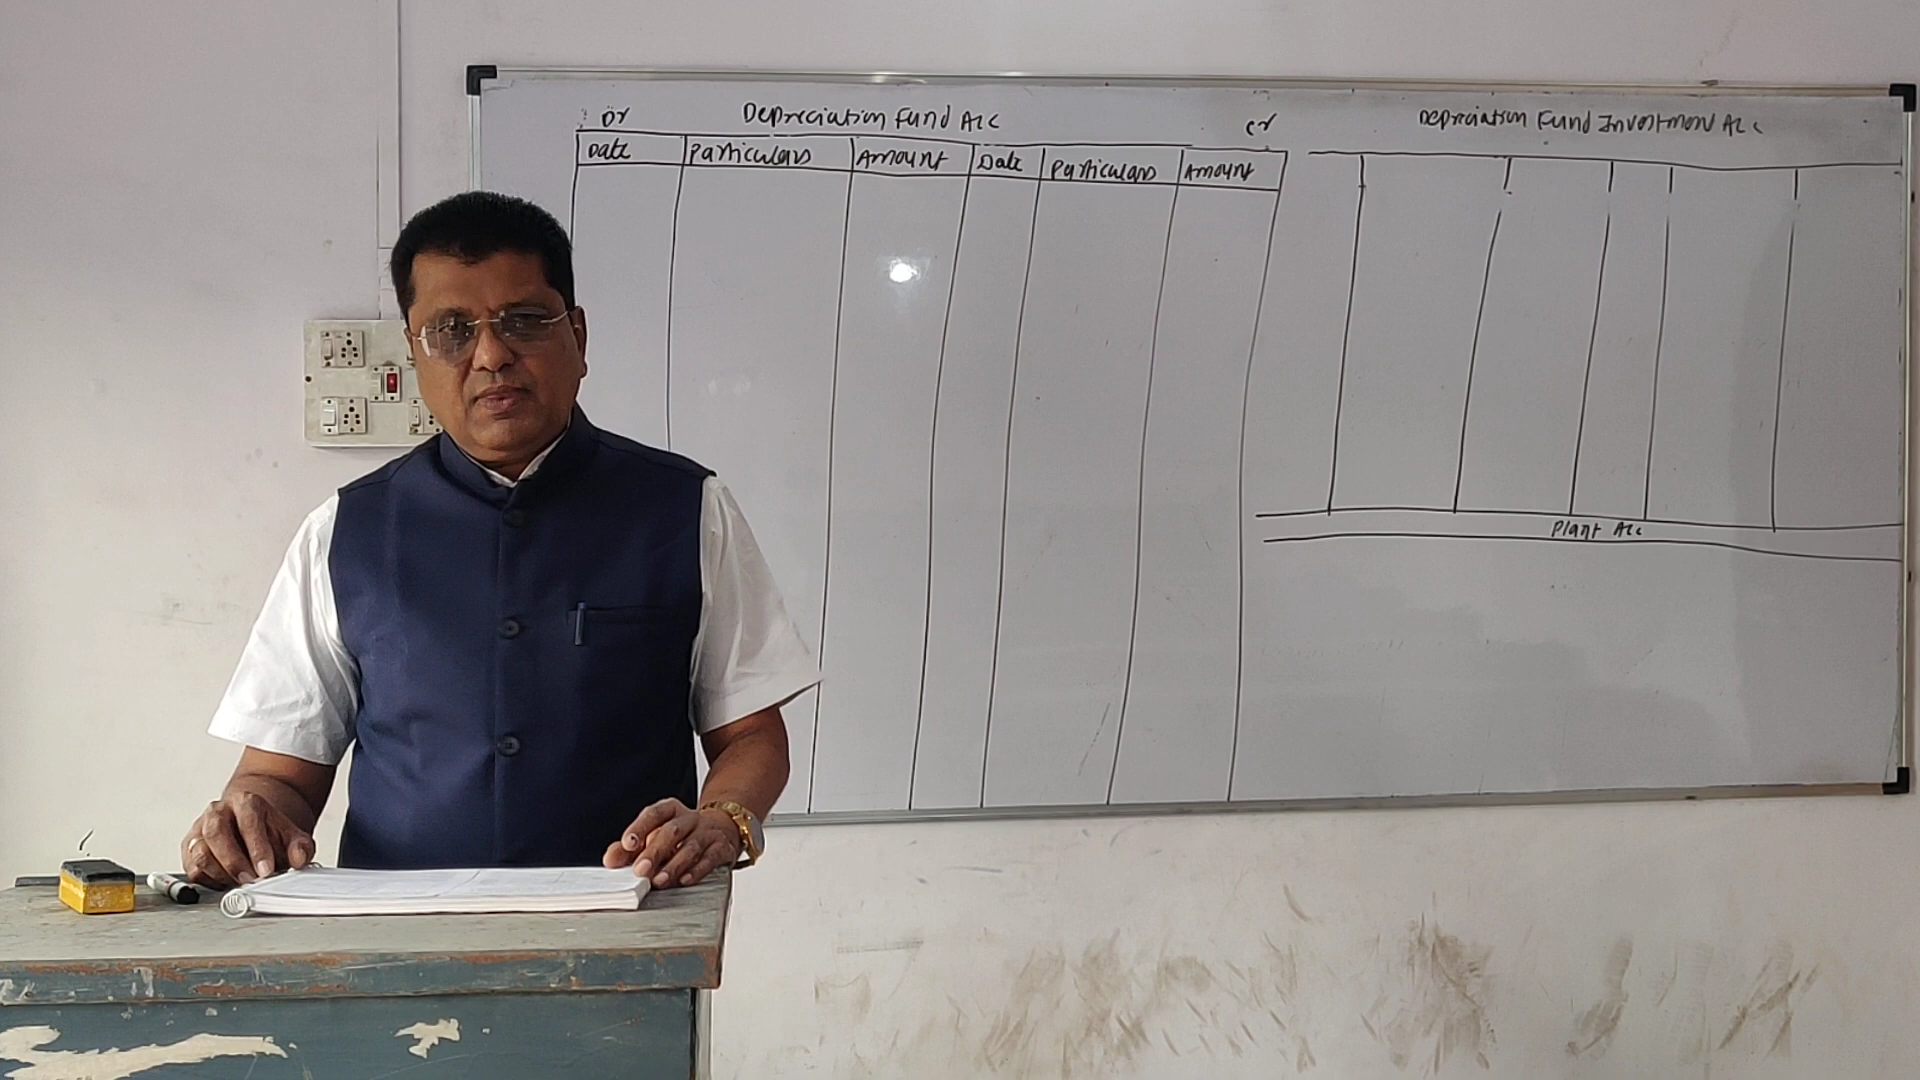 Dr Depreciation Fund A/c Cr
Date Particulars Amount Date Particulars Amount
Depreciation Fund Investment A/c
Plant A/c